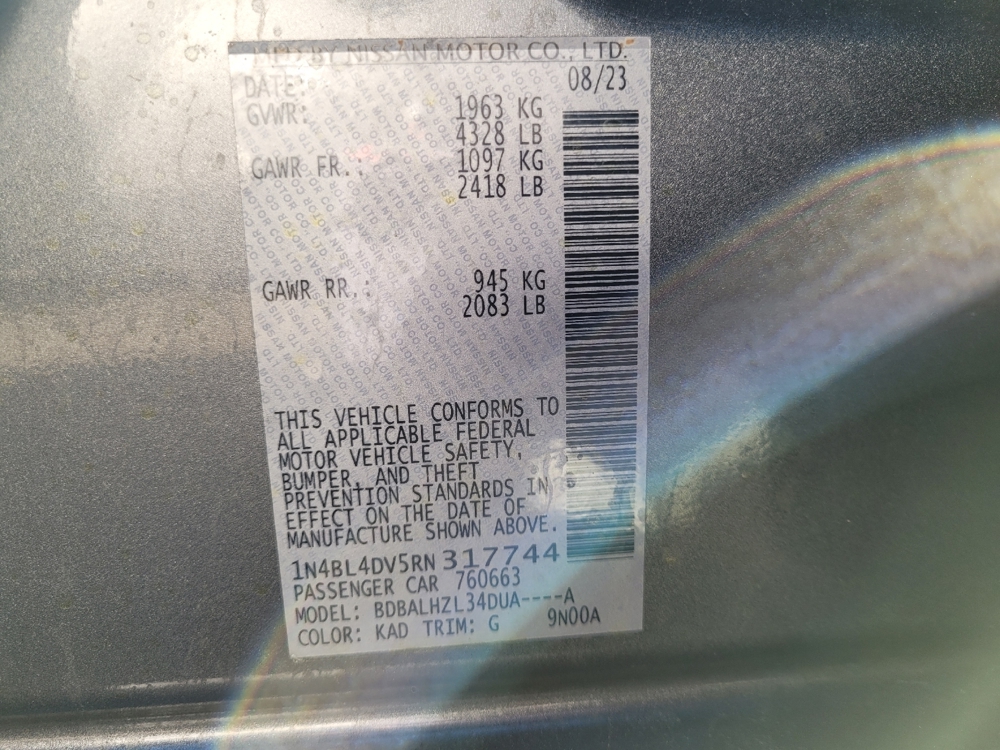 MFD BY NISSAN MOTOR CO., LTD.
DATE: 08/23
GVWR: 1963 KG
4328 LB
GAWR FR.: 1097 KG
2418 LB
GAWR RR.: 945 KG
2083 LB
THIS VEHICLE CONFORMS TO
ALL APPLICABLE FEDERAL
MOTOR VEHICLE SAFETY,
BUMPER, AND THEFT
PREVENTION STANDARDS IN
EFFECT ON THE DATE OF
MANUFACTURE SHOWN ABOVE.
1N4BL4DV5RN317744
PASSENGER CAR 760663
MODEL: BDBALHZL34DUA----A
COLOR: KAD TRIM: G 9N00A